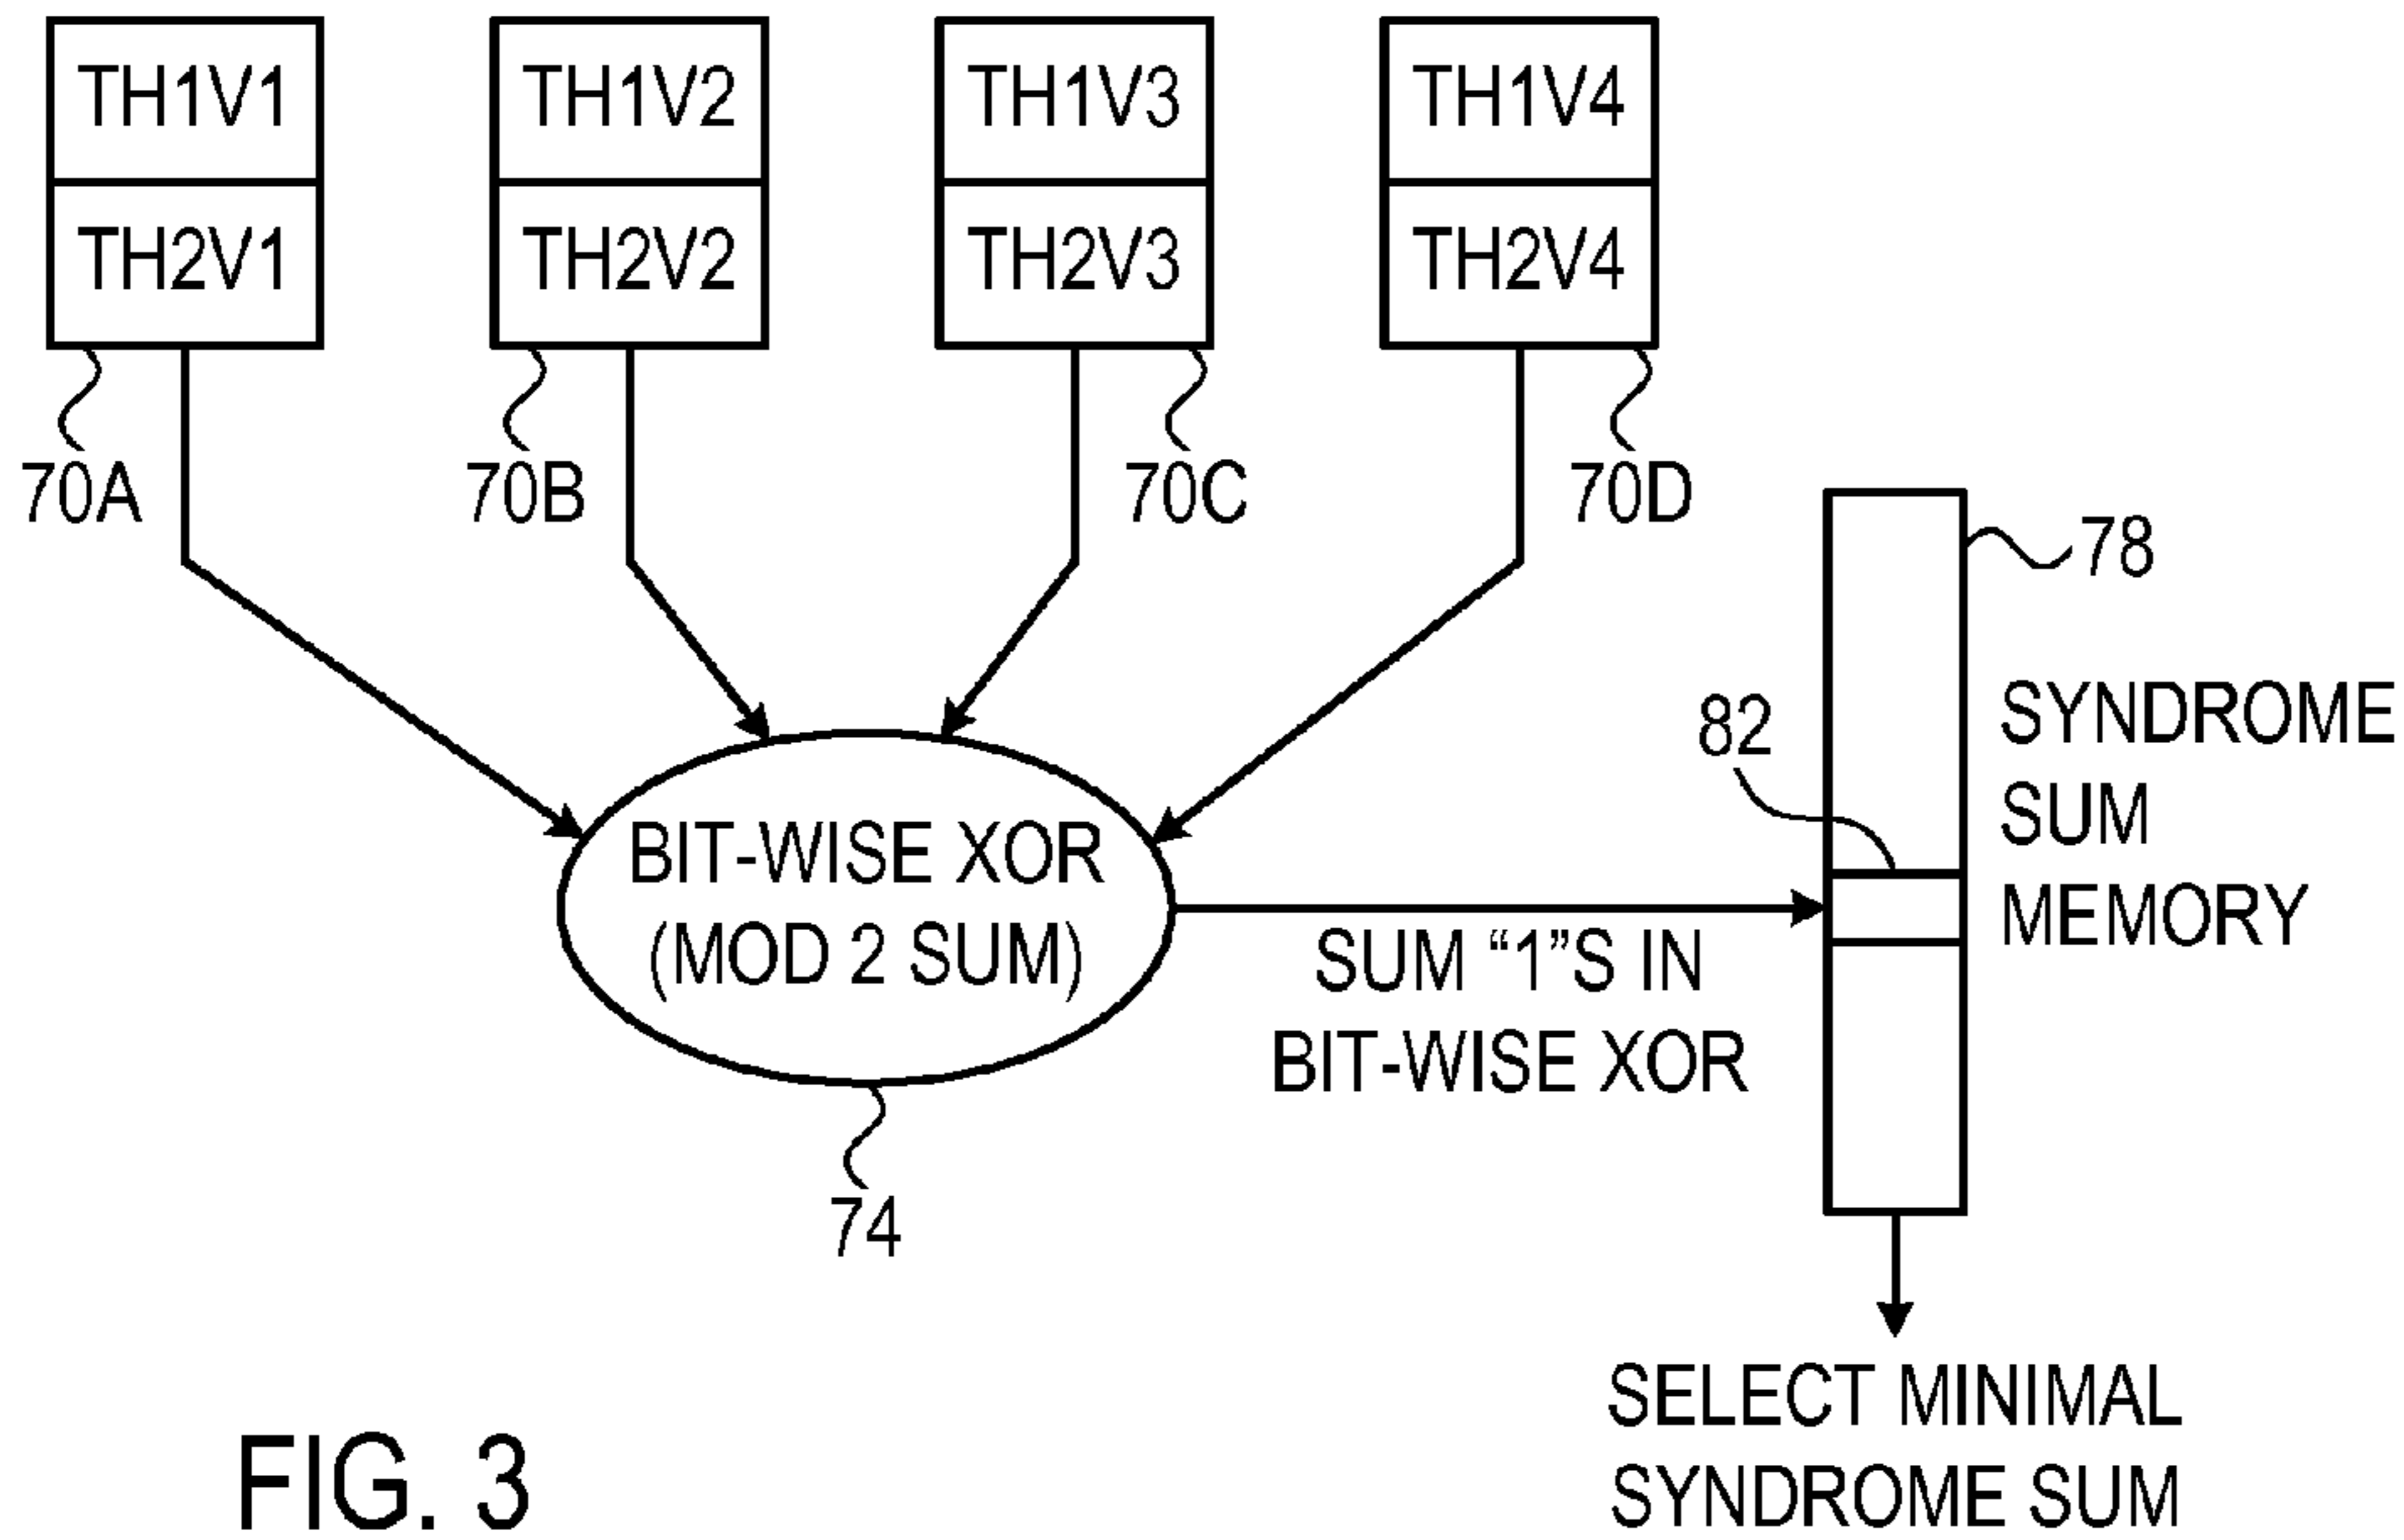 TH1V1
TH2V1
TH1V2
TH2V2
TH1V3
TH2V3
TH1V4
TH2V4
70A
70B
70C
70D
78
82
SYNDROME
SUM
MEMORY
BIT-WISE XOR
(MOD 2 SUM)
SUM “1”S IN
BIT-WISE XOR
74
SELECT MINIMAL
SYNDROME SUM
FIG. 3